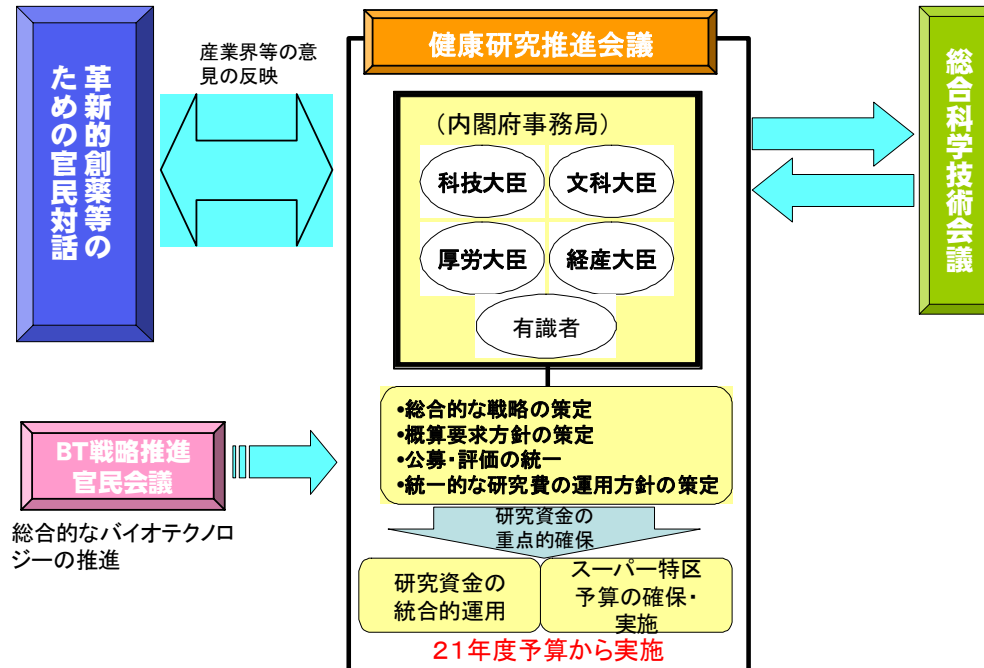 革新的創薬等の
ための官民対話
産業界等の意
見の反映
健康研究推進会議
（内閣府事務局）
科技大臣
文科大臣
厚労大臣
経産大臣
有識者
総合科学技術会議
•総合的な戦略の策定
•概算要求方針の策定
•公募・評価の統一
•統一的な研究費の運用方針の策定
BT戦略推進
官民会議
総合的なバイオテクノロ
ジーの推進
研究資金の
重点的確保
研究資金の
統合的運用
スーパー特区
予算の確保・
実施
２１年度予算から実施